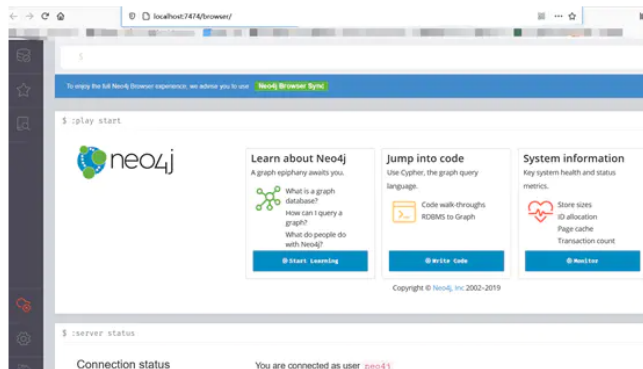 localhost:7474/browser/
$
To enjoy the full Neo4j Browser experience, we advise you to use Neo4j Browser Sync
$ :play start
neo4j
Learn about Neo4j
A graph epiphany awaits you.
What is a graph
database?
How can I query a
graph?
What do people do
with Neo4j?
Start Learning
Jump into code
Use Cypher, the graph query
language.
Code walk-throughs
RDBMS to Graph
Write Code
System information
Key system health and status
metrics.
Store sizes
ID allocation
Page cache
Transaction count
Monitor
Copyright © Neo4j, Inc 2002–2019
$ :server status
Connection status
You are connected as user neo4j